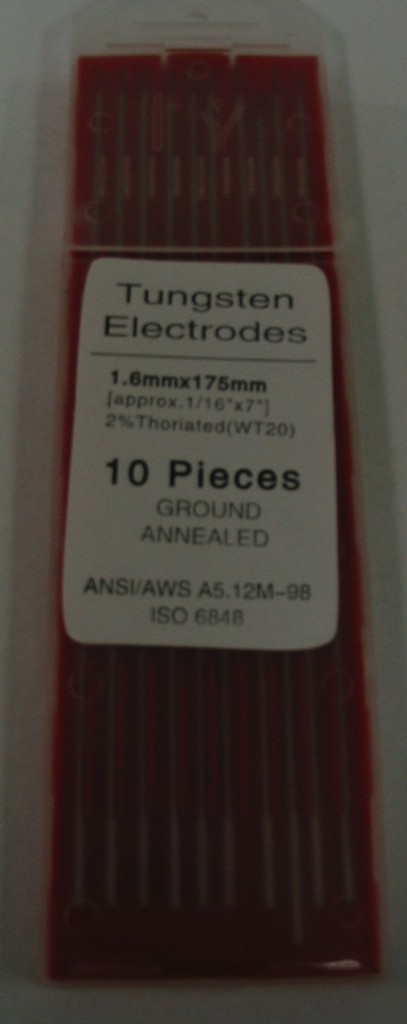 Tungsten
Electrodes
1.6mmx175mm
[approx.1/16"x7"]
2%Thoriated(WT20)
10 Pieces
GROUND
ANNEALED
ANSI/AWS A5.12M-98
ISO 6848